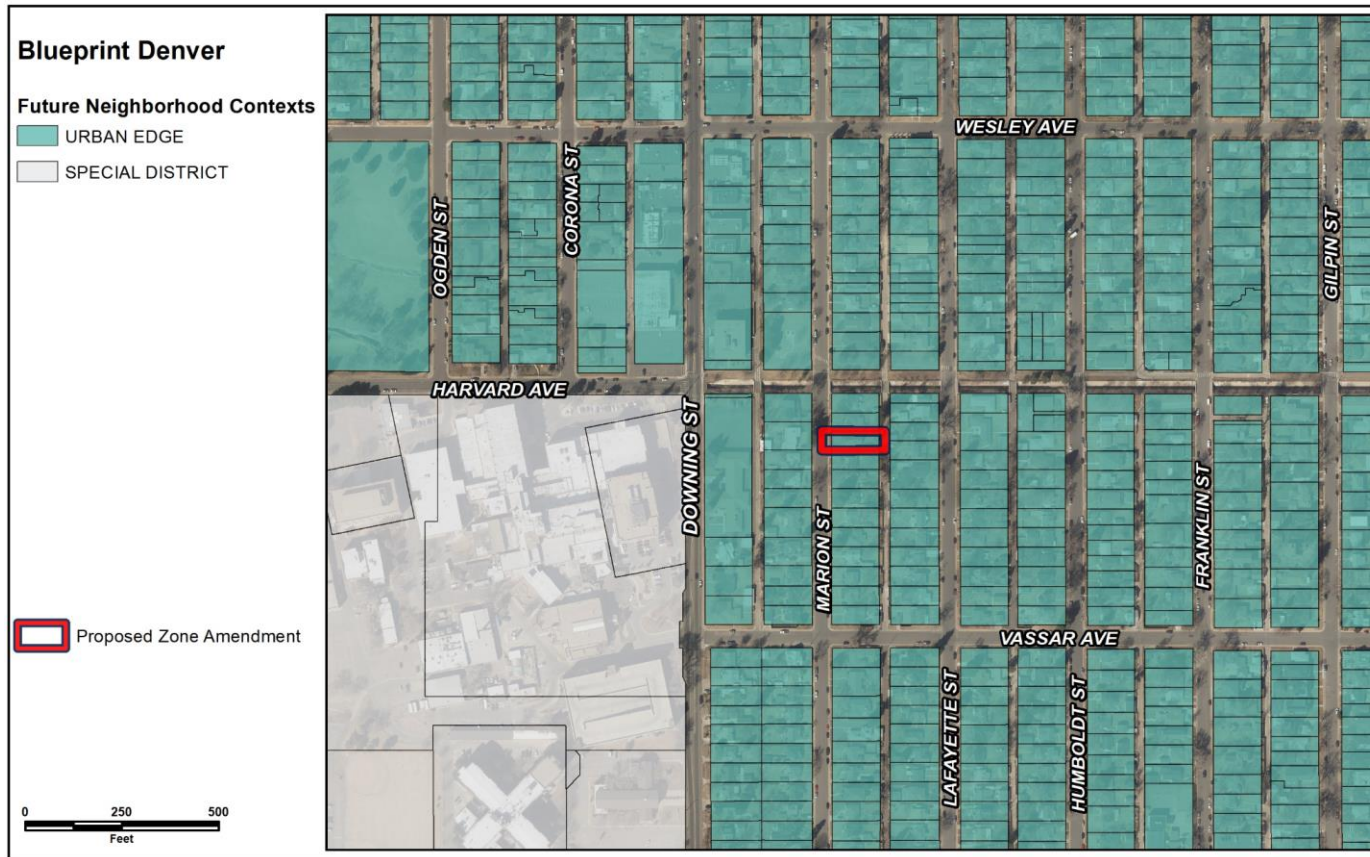 Blueprint Denver
Future Neighborhood Contexts
URBAN EDGE
SPECIAL DISTRICT
Proposed Zone Amendment
0 250 500
Feet
WESLEY AVE
OGDEN ST
CORONA ST
GILPIN ST
HARVARD AVE
DOWNING ST
MARION ST
FRANKLIN ST
VASSAR AVE
LAFAYETTE ST
HUMBOLDT ST